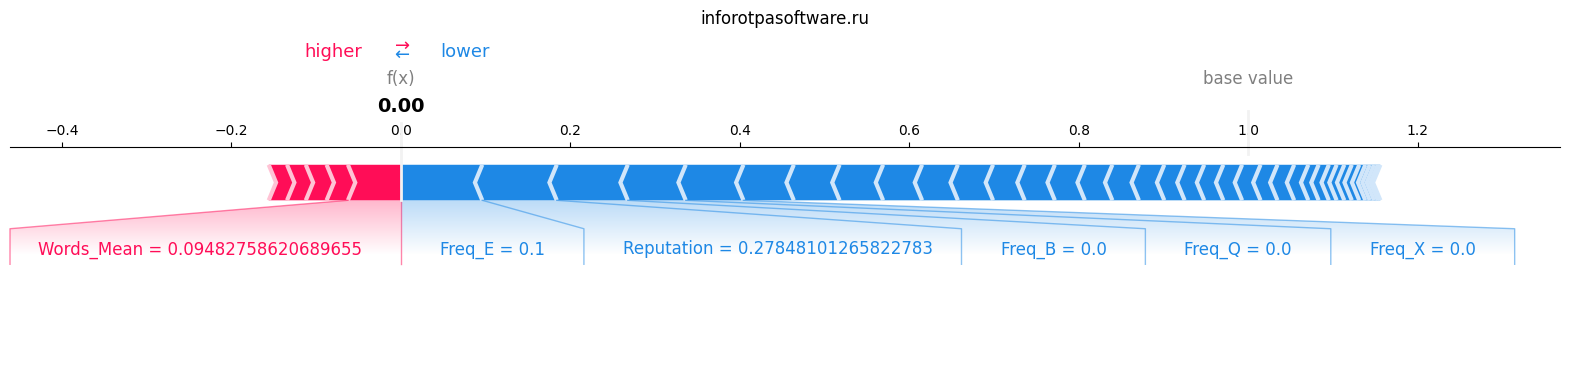 inforotpasoftware.ru
higher → ← lower
f(x) base value
0.00
−0.4 −0.2 0.0 0.2 0.4 0.6 0.8 1.0 1.2
Words_Mean = 0.09482758620689655 Freq_E = 0.1 Reputation = 0.27848101265822783 Freq_B = 0.0 Freq_Q = 0.0 Freq_X = 0.0